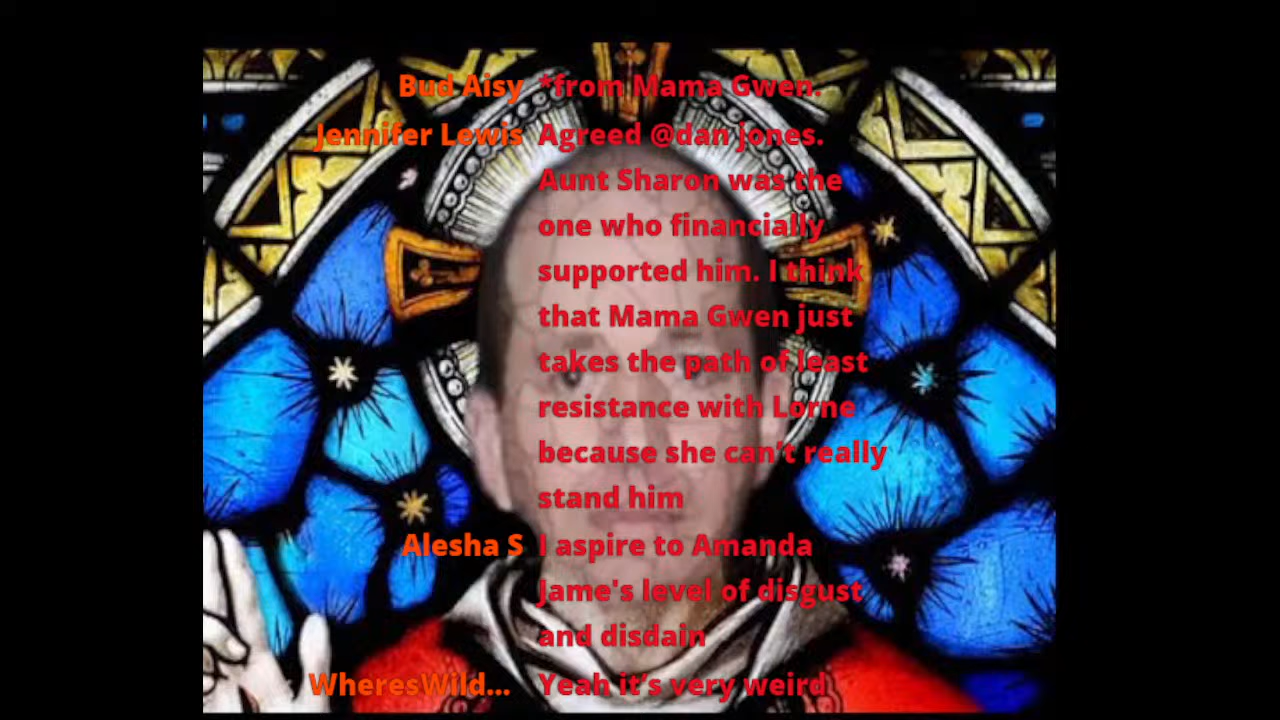 Bud Aisy *from Mama Gwen.
Jennifer Lewis Agreed @dan jones.
Aunt Sharon was the
one who financially
supported him. I think
that Mama Gwen just
takes the path of least
resistance with Lorne
because she can't really
stand him
Alesha S I aspire to Amanda
Jame's level of disgust
and disdain
WheresWild... Yeah it’s very weird